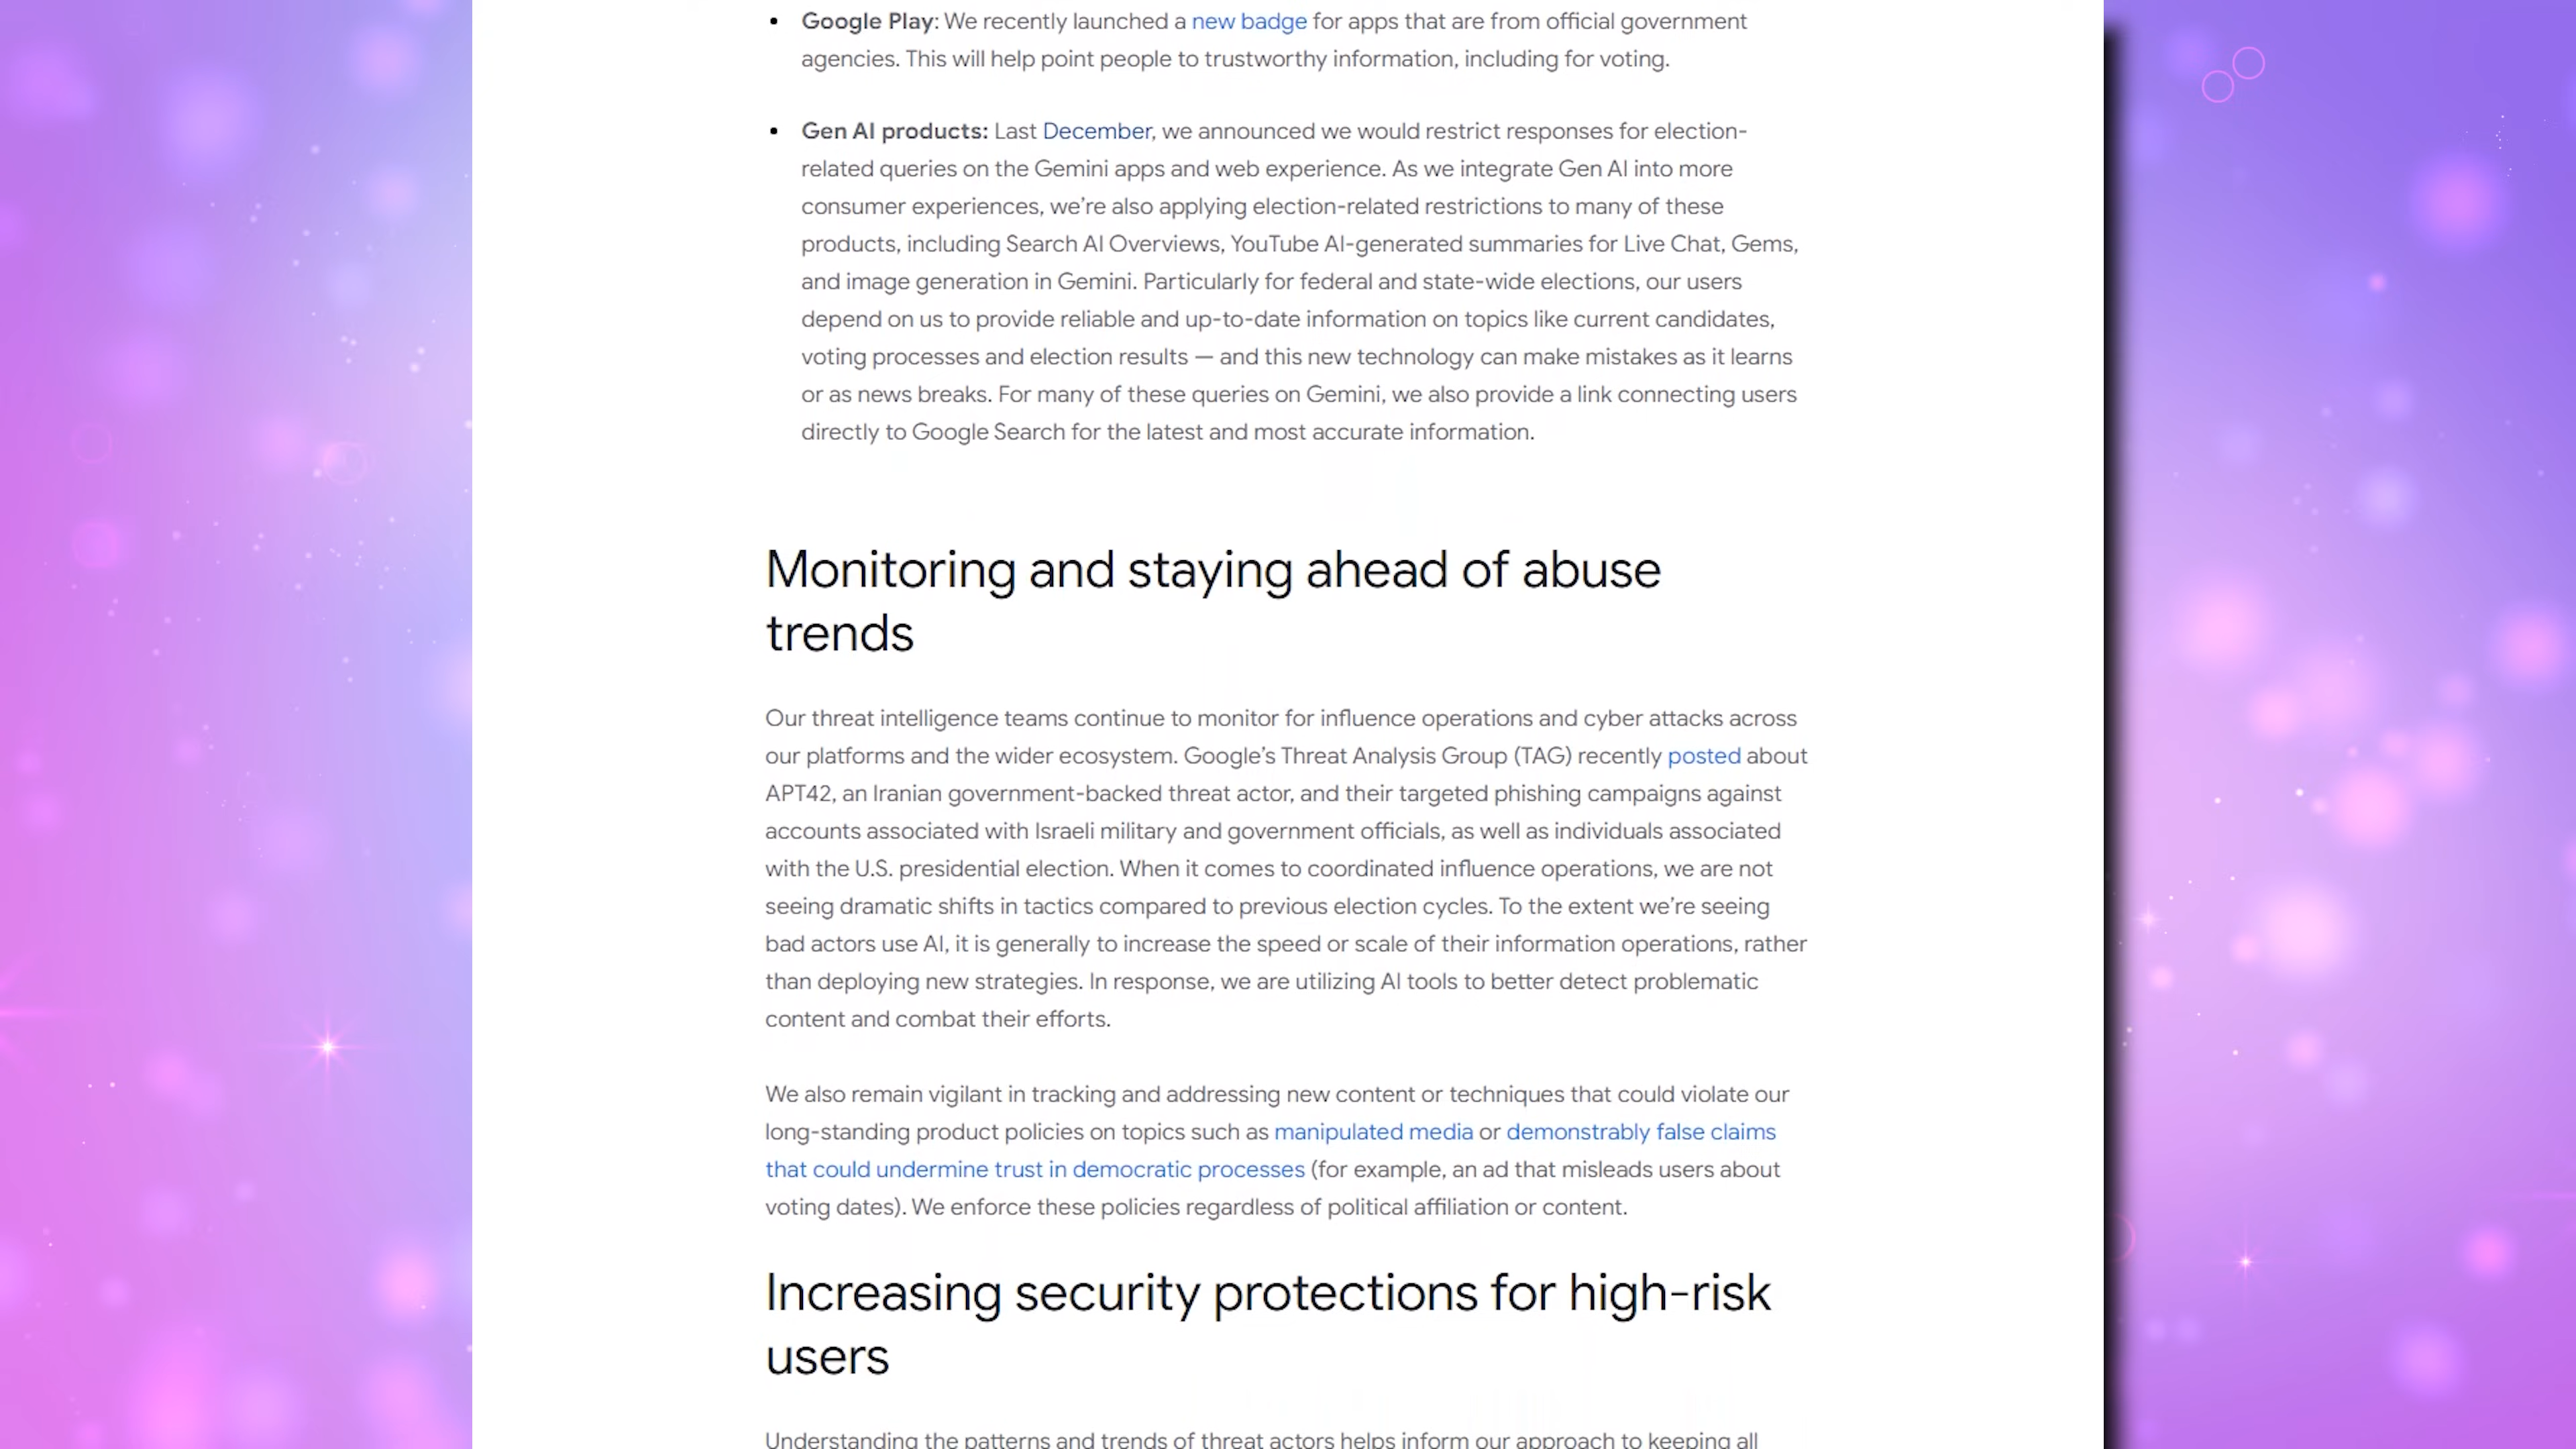 • Google Play: We recently launched a new badge for apps that are from official government
agencies. This will help point people to trustworthy information, including for voting.
• Gen AI products: Last December, we announced we would restrict responses for election-
related queries on the Gemini apps and web experience. As we integrate Gen AI into more
consumer experiences, we’re also applying election-related restrictions to many of these
products, including Search AI Overviews, YouTube AI-generated summaries for Live Chat, Gems,
and image generation in Gemini. Particularly for federal and state-wide elections, our users
depend on us to provide reliable and up-to-date information on topics like current candidates,
voting processes and election results — and this new technology can make mistakes as it learns
or as news breaks. For many of these queries on Gemini, we also provide a link connecting users
directly to Google Search for the latest and most accurate information.
Monitoring and staying ahead of abuse
trends
Our threat intelligence teams continue to monitor for influence operations and cyber attacks across
our platforms and the wider ecosystem. Google’s Threat Analysis Group (TAG) recently posted about
APT42, an Iranian government-backed threat actor, and their targeted phishing campaigns against
accounts associated with Israeli military and government officials, as well as individuals associated
with the U.S. presidential election. When it comes to coordinated influence operations, we are not
seeing dramatic shifts in tactics compared to previous election cycles. To the extent we’re seeing
bad actors use AI, it is generally to increase the speed or scale of their information operations, rather
than deploying new strategies. In response, we are utilizing AI tools to better detect problematic
content and combat their efforts.
We also remain vigilant in tracking and addressing new content or techniques that could violate our
long-standing product policies on topics such as manipulated media or demonstrably false claims
that could undermine trust in democratic processes (for example, an ad that misleads users about
voting dates). We enforce these policies regardless of political affiliation or content.
Increasing security protections for high-risk
users
Understanding the patterns and trends of threat actors helps inform our approach to keeping all